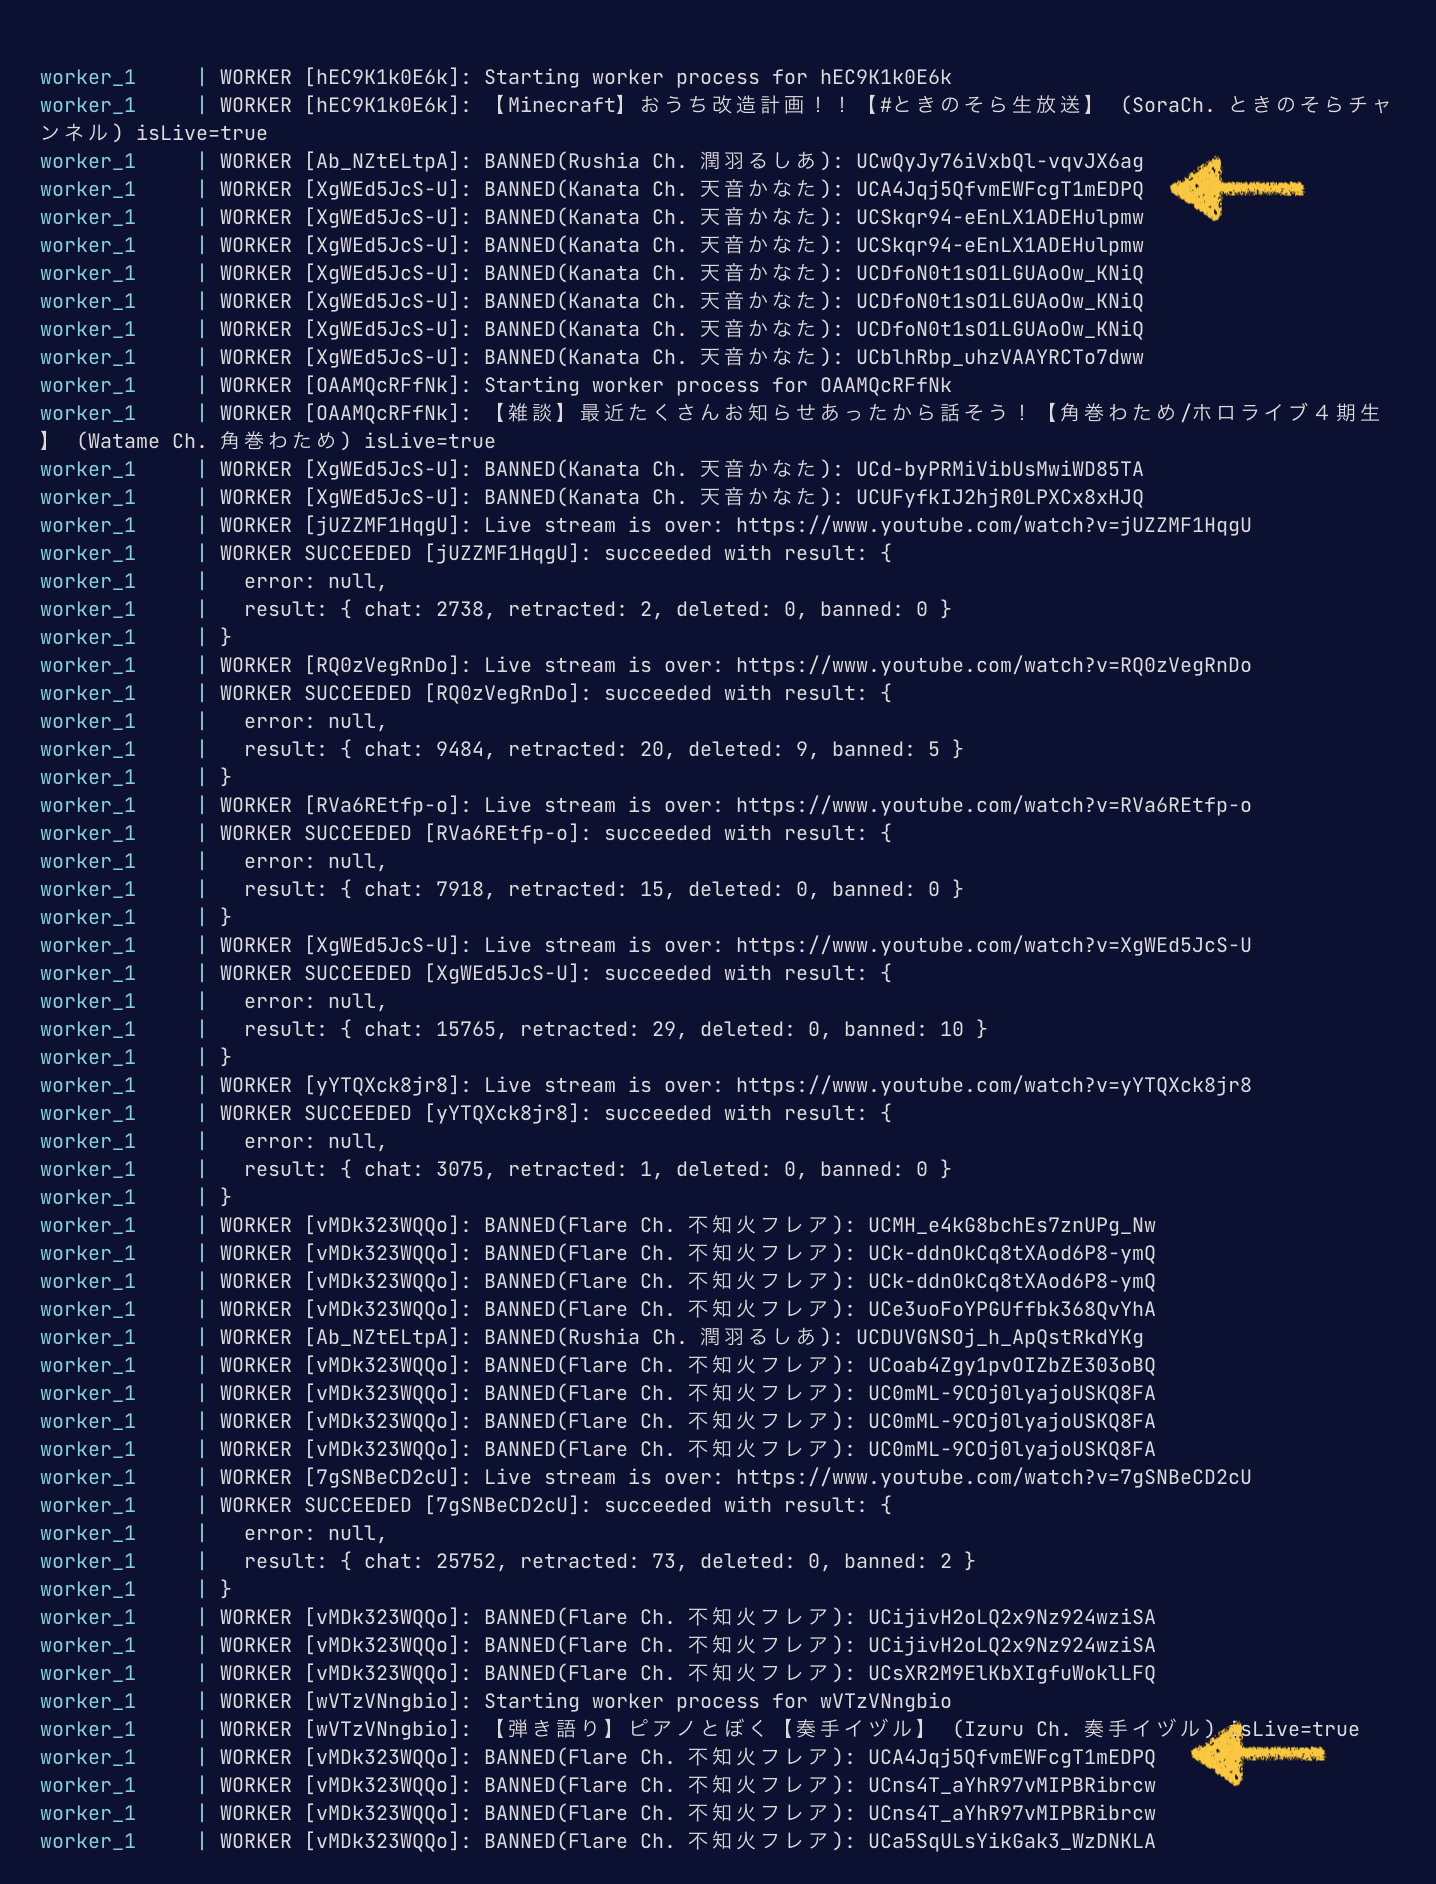 worker_1     | WORKER [hEC9K1k0E6k]: Starting worker process for hEC9K1k0E6k
worker_1     | WORKER [hEC9K1k0E6k]: 【Minecraft】おうち改造計画！！【#ときのそら生放送】 (SoraCh. ときのそらチャ
ンネル) isLive=true
worker_1     | WORKER [Ab_NZtELtpA]: BANNED(Rushia Ch. 潤羽るしあ): UCwQyJy76iVxbQl-vqvJX6ag
worker_1     | WORKER [XgWEd5JcS-U]: BANNED(Kanata Ch. 天音かなた): UCA4Jqj5QfvmEWFcgT1mEDPQ
worker_1     | WORKER [XgWEd5JcS-U]: BANNED(Kanata Ch. 天音かなた): UCSkqr94-eEnLX1ADEHulpmw
worker_1     | WORKER [XgWEd5JcS-U]: BANNED(Kanata Ch. 天音かなた): UCSkqr94-eEnLX1ADEHulpmw
worker_1     | WORKER [XgWEd5JcS-U]: BANNED(Kanata Ch. 天音かなた): UCDfoN0t1sO1LGUAoOw_KNiQ
worker_1     | WORKER [XgWEd5JcS-U]: BANNED(Kanata Ch. 天音かなた): UCDfoN0t1sO1LGUAoOw_KNiQ
worker_1     | WORKER [XgWEd5JcS-U]: BANNED(Kanata Ch. 天音かなた): UCDfoN0t1sO1LGUAoOw_KNiQ
worker_1     | WORKER [XgWEd5JcS-U]: BANNED(Kanata Ch. 天音かなた): UCblhRbp_uhzVAAYRCTo7dww
worker_1     | WORKER [OAAMQcRFfNk]: Starting worker process for OAAMQcRFfNk
worker_1     | WORKER [OAAMQcRFfNk]: 【雑談】最近たくさんお知らせあったから話そう！【角巻わため/ホロライブ４期生
】 (Watame Ch. 角巻わため) isLive=true
worker_1     | WORKER [XgWEd5JcS-U]: BANNED(Kanata Ch. 天音かなた): UCd-byPRMiVibUsMwiWD85TA
worker_1     | WORKER [XgWEd5JcS-U]: BANNED(Kanata Ch. 天音かなた): UCUFyfkIJ2hjR0LPXCx8xHJQ
worker_1     | WORKER [jUZZMF1HqgU]: Live stream is over: https://www.youtube.com/watch?v=jUZZMF1HqgU
worker_1     | WORKER SUCCEEDED [jUZZMF1HqgU]: succeeded with result: {
worker_1     |   error: null,
worker_1     |   result: { chat: 2738, retracted: 2, deleted: 0, banned: 0 }
worker_1     | }
worker_1     | WORKER [RQ0zVegRnDo]: Live stream is over: https://www.youtube.com/watch?v=RQ0zVegRnDo
worker_1     | WORKER SUCCEEDED [RQ0zVegRnDo]: succeeded with result: {
worker_1     |   error: null,
worker_1     |   result: { chat: 9484, retracted: 20, deleted: 9, banned: 5 }
worker_1     | }
worker_1     | WORKER [RVa6REtfp-o]: Live stream is over: https://www.youtube.com/watch?v=RVa6REtfp-o
worker_1     | WORKER SUCCEEDED [RVa6REtfp-o]: succeeded with result: {
worker_1     |   error: null,
worker_1     |   result: { chat: 7918, retracted: 15, deleted: 0, banned: 0 }
worker_1     | }
worker_1     | WORKER [XgWEd5JcS-U]: Live stream is over: https://www.youtube.com/watch?v=XgWEd5JcS-U
worker_1     | WORKER SUCCEEDED [XgWEd5JcS-U]: succeeded with result: {
worker_1     |   error: null,
worker_1     |   result: { chat: 15765, retracted: 29, deleted: 0, banned: 10 }
worker_1     | }
worker_1     | WORKER [yYTQXck8jr8]: Live stream is over: https://www.youtube.com/watch?v=yYTQXck8jr8
worker_1     | WORKER SUCCEEDED [yYTQXck8jr8]: succeeded with result: {
worker_1     |   error: null,
worker_1     |   result: { chat: 3075, retracted: 1, deleted: 0, banned: 0 }
worker_1     | }
worker_1     | WORKER [vMDk323WQQo]: BANNED(Flare Ch. 不知火フレア): UCMH_e4kG8bchEs7znUPg_Nw
worker_1     | WORKER [vMDk323WQQo]: BANNED(Flare Ch. 不知火フレア): UCk-ddnOkCq8tXAod6P8-ymQ
worker_1     | WORKER [vMDk323WQQo]: BANNED(Flare Ch. 不知火フレア): UCk-ddnOkCq8tXAod6P8-ymQ
worker_1     | WORKER [vMDk323WQQo]: BANNED(Flare Ch. 不知火フレア): UCe3uoFoYPGUffbk368QvYhA
worker_1     | WORKER [Ab_NZtELtpA]: BANNED(Rushia Ch. 潤羽るしあ): UCDUVGNSOj_h_ApQstRkdYKg
worker_1     | WORKER [vMDk323WQQo]: BANNED(Flare Ch. 不知火フレア): UCoab4Zgy1pvOIZbZE303oBQ
worker_1     | WORKER [vMDk323WQQo]: BANNED(Flare Ch. 不知火フレア): UC0mML-9COj0lyajoUSKQ8FA
worker_1     | WORKER [vMDk323WQQo]: BANNED(Flare Ch. 不知火フレア): UC0mML-9COj0lyajoUSKQ8FA
worker_1     | WORKER [vMDk323WQQo]: BANNED(Flare Ch. 不知火フレア): UC0mML-9COj0lyajoUSKQ8FA
worker_1     | WORKER [7gSNBeCD2cU]: Live stream is over: https://www.youtube.com/watch?v=7gSNBeCD2cU
worker_1     | WORKER SUCCEEDED [7gSNBeCD2cU]: succeeded with result: {
worker_1     |   error: null,
worker_1     |   result: { chat: 25752, retracted: 73, deleted: 0, banned: 2 }
worker_1     | }
worker_1     | WORKER [vMDk323WQQo]: BANNED(Flare Ch. 不知火フレア): UCijivH2oLQ2x9Nz924wziSA
worker_1     | WORKER [vMDk323WQQo]: BANNED(Flare Ch. 不知火フレア): UCijivH2oLQ2x9Nz924wziSA
worker_1     | WORKER [vMDk323WQQo]: BANNED(Flare Ch. 不知火フレア): UCsXR2M9ElKbXIgfuWoklLFQ
worker_1     | WORKER [wVTzVNngbio]: Starting worker process for wVTzVNngbio
worker_1     | WORKER [wVTzVNngbio]: 【弾き語り】ピアノとぼく【奏手イヅル】 (Izuru Ch. 奏手イヅル) isLive=true
worker_1     | WORKER [vMDk323WQQo]: BANNED(Flare Ch. 不知火フレア): UCA4Jqj5QfvmEWFcgT1mEDPQ
worker_1     | WORKER [vMDk323WQQo]: BANNED(Flare Ch. 不知火フレア): UCns4T_aYhR97vMIPBRibrcw
worker_1     | WORKER [vMDk323WQQo]: BANNED(Flare Ch. 不知火フレア): UCns4T_aYhR97vMIPBRibrcw
worker_1     | WORKER [vMDk323WQQo]: BANNED(Flare Ch. 不知火フレア): UCa5SqULsYikGak3_WzDNKLA